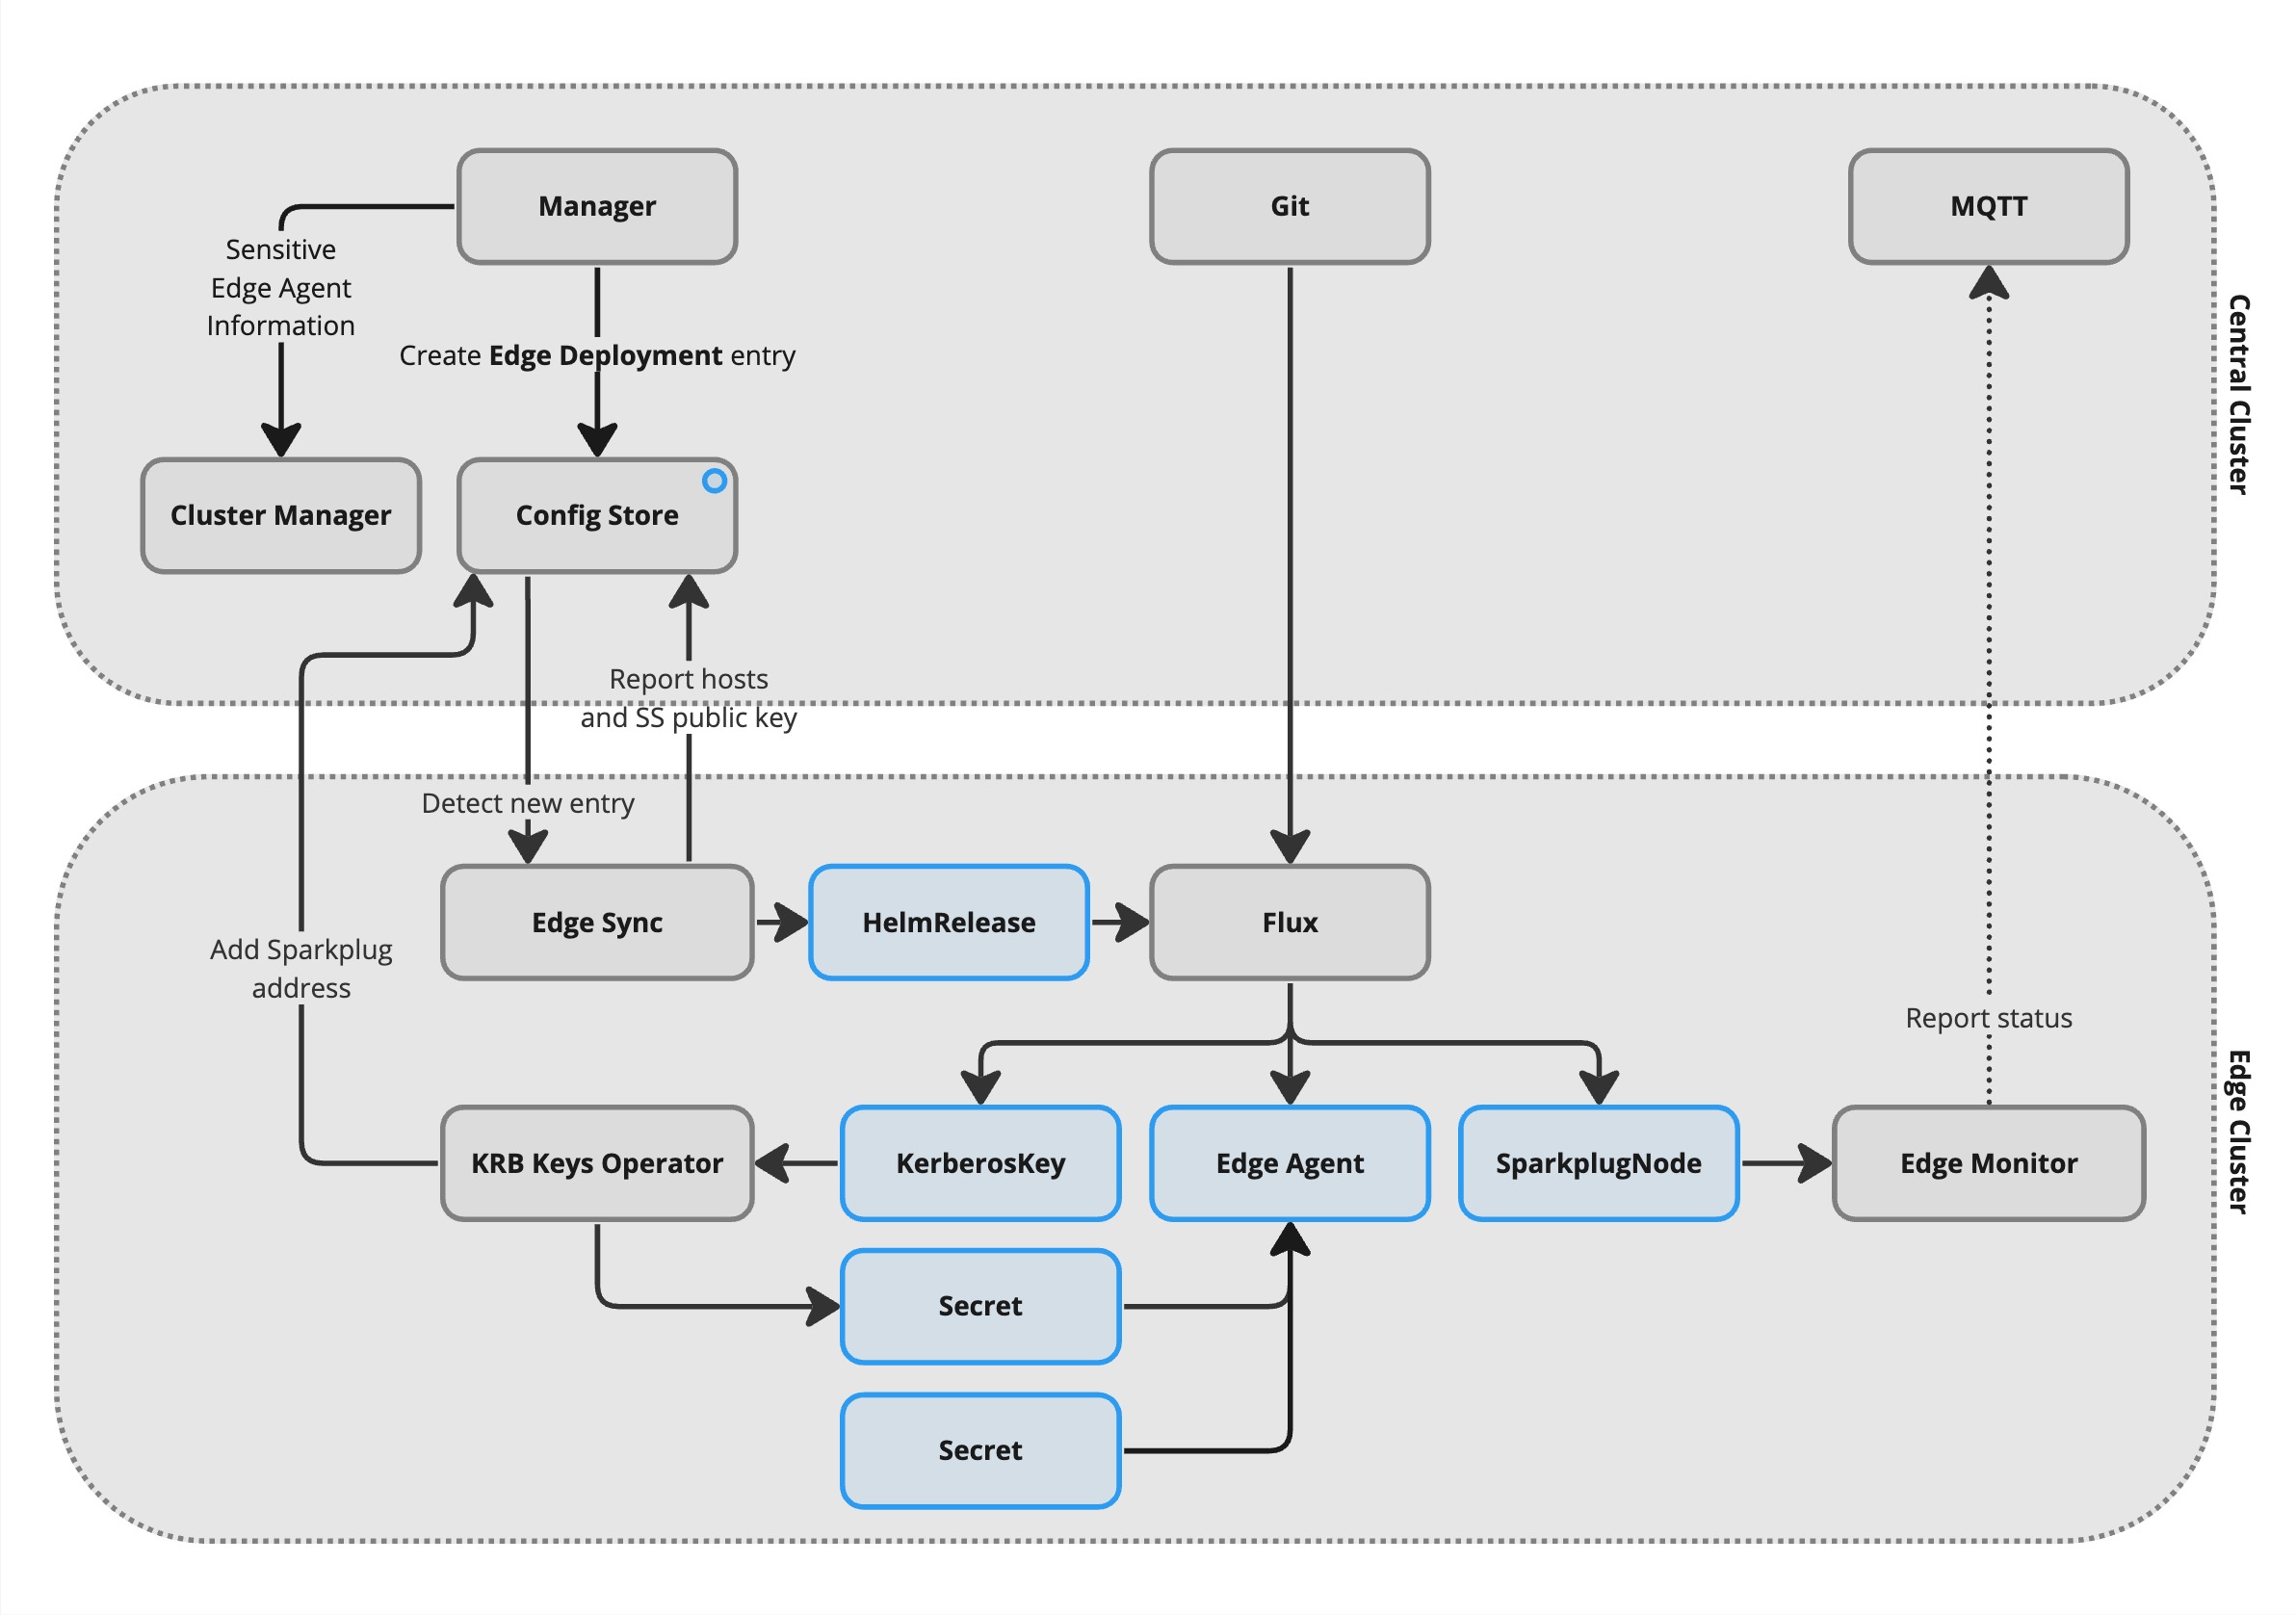 Manager
Git
MQTT
Sensitive
Edge Agent
Information
Create Edge Deployment entry
Central Cluster
Cluster Manager
Config Store
Report hosts
and SS public key
Detect new entry
Edge Sync
HelmRelease
Flux
Add Sparkplug
address
Report status
Edge Cluster
KRB Keys Operator
KerberosKey
Edge Agent
SparkplugNode
Edge Monitor
Secret
Secret